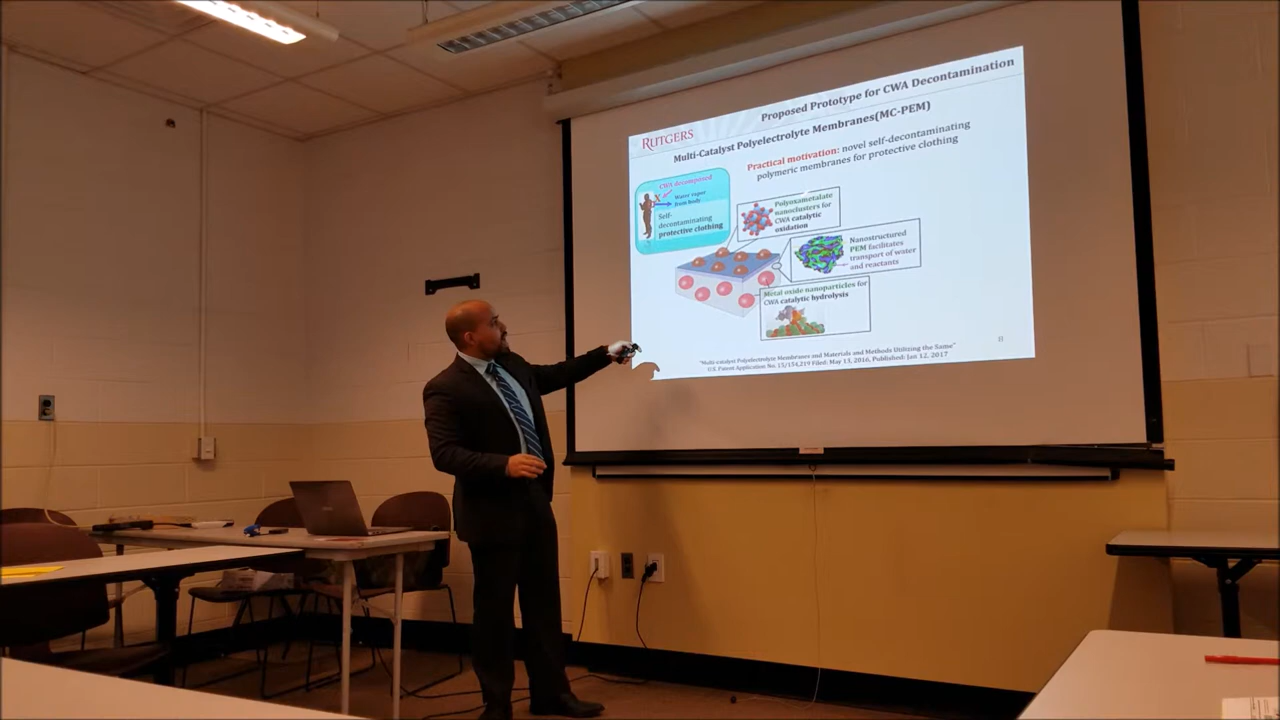 Proposed Prototype for CWA Decontamination
RUTGERS
Multi-Catalyst Polyelectrolyte Membranes(MC-PEM)
Practical motivation: novel self-decontaminating
polymeric membranes for protective clothing
CWA decomposed
X
Water vapor
from body
Self-
decontaminating
protective clothing
Polyoxametalate
nanoclusters for
CWA catalytic
oxidation
Nanostructured
PEM facilitates
transport of water
and reactants
Metal oxide nanoparticles for
CWA catalytic hydrolysis
"Multi-catalyst Polyelectrolyte Membranes and Materials and Methods Utilizing the Same"
U.S. Patent Application No. 15/154,219 Filed: May 13, 2016, Published: Jan 12, 2017